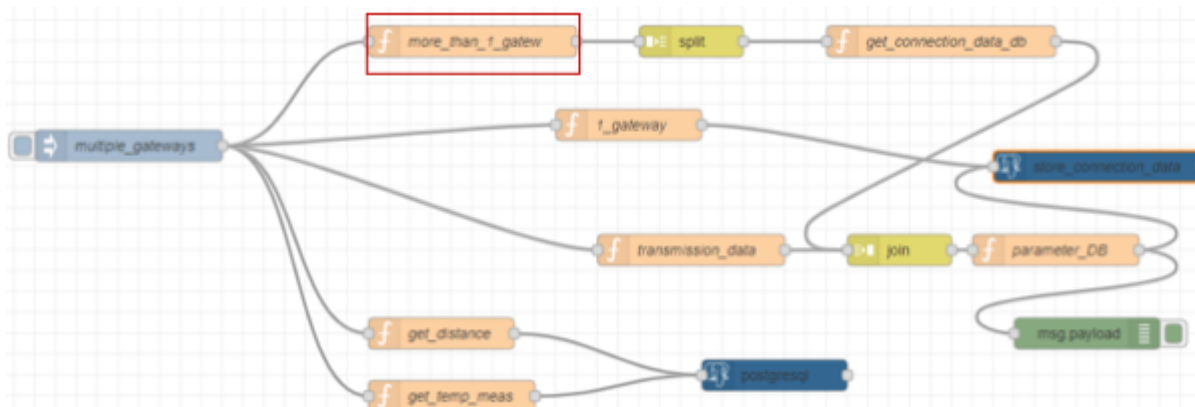 more_than_1_gatew
split
get_connection_data_db
1_gateway
multiple_gateways
store_connection_data
transmission_data
join
parameter_DB
get_distance
msg.payload
postgresql
get_temp_meas